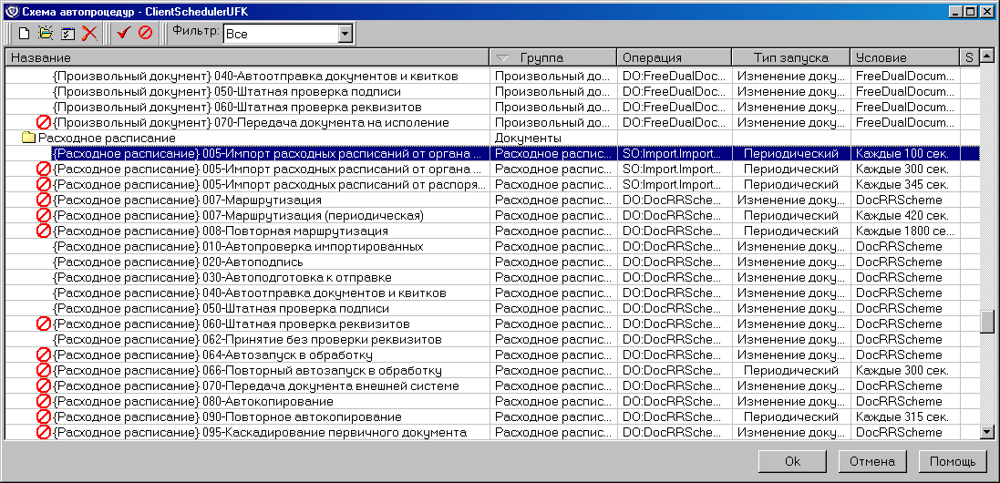 Схема автопроцедур - ClientSchedulerUFK
Фильтр: Все
Название Группа Операция Тип запуска Условие S
{Произвольный документ} 040-Автоотправка документов и квитков Произвольный до... DO:FreeDualDoc... Изменение доку... FreeDualDocum...
{Произвольный документ} 050-Штатная проверка подписи Произвольный до... DO:FreeDualDoc... Изменение доку... FreeDualDocum...
{Произвольный документ} 060-Штатная проверка реквизитов Произвольный до... DO:FreeDualDoc... Изменение доку... FreeDualDocum...
{Произвольный документ} 070-Передача документа на исполение Произвольный до... DO:FreeDualDoc... Изменение доку... FreeDualDocum...
Расходное расписание Документы
{Расходное расписание} 005-Импорт расходных расписаний от органа ... Расходное распис... SO:Import.Import... Периодический Каждые 100 сек.
{Расходное расписание} 005-Импорт расходных расписаний от органа ... Расходное распис... SO:Import.Import... Периодический Каждые 300 сек.
{Расходное расписание} 005-Импорт расходных расписаний от распоря... Расходное распис... SO:Import.Import... Периодический Каждые 345 сек.
{Расходное расписание} 007-Маршрутизация Расходное распис... DO:DocRRSche... Изменение доку... DocRRScheme
{Расходное расписание} 007-Маршрутизация (периодическая) Расходное распис... DO:DocRRSche... Периодический Каждые 420 сек.
{Расходное расписание} 008-Повторная маршрутизация Расходное распис... DO:DocRRSche... Периодический Каждые 1800 се...
{Расходное расписание} 010-Автопроверка импортированных Расходное распис... DO:DocRRSche... Изменение доку... DocRRScheme
{Расходное расписание} 020-Автоподпись Расходное распис... DO:DocRRSche... Изменение доку... DocRRScheme
{Расходное расписание} 030-Автоподготовка к отправке Расходное распис... DO:DocRRSche... Изменение доку... DocRRScheme
{Расходное расписание} 040-Автоотправка документов и квитков Расходное распис... DO:DocRRSche... Изменение доку... DocRRScheme
{Расходное расписание} 050-Штатная проверка подписи Расходное распис... DO:DocRRSche... Изменение доку... DocRRScheme
{Расходное расписание} 060-Штатная проверка реквизитов Расходное распис... DO:DocRRSche... Изменение доку... DocRRScheme
{Расходное расписание} 062-Принятие без проверки реквизитов Расходное распис... DO:DocRRSche... Изменение доку... DocRRScheme
{Расходное расписание} 064-Автозапуск в обработку Расходное распис... DO:DocRRSche... Изменение доку... DocRRScheme
{Расходное расписание} 066-Повторный автозапуск в обработку Расходное распис... DO:DocRRSche... Периодический Каждые 300 сек.
{Расходное расписание} 070-Передача документа внешней системе Расходное распис... DO:DocRRSche... Изменение доку... DocRRScheme
{Расходное расписание} 080-Автокопирование Расходное распис... DO:DocRRSche... Изменение доку... DocRRScheme
{Расходное расписание} 090-Повторное автокопирование Расходное распис... DO:DocRRSche... Периодический Каждые 315 сек.
{Расходное расписание} 095-Каскадирование первичного документа Расходное распис... DO:DocRRSche... Изменение доку... DocRRScheme
Ok Отмена Помощь